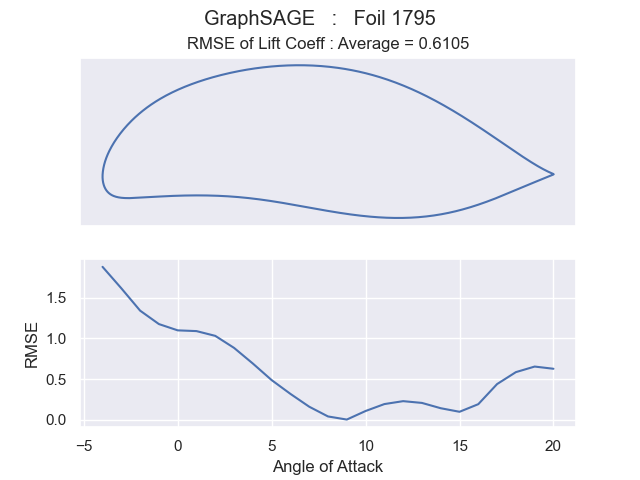 GraphSAGE : Foil 1795
RMSE of Lift Coeff : Average = 0.6105
1.5
1.0
0.5
0.0
RMSE
−5 0 5 10 15 20
Angle of Attack